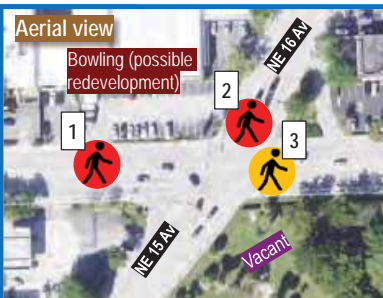 Aerial view
Bowling (possible
redevelopment)
NE 16 Av
2
1
3
NE 15 Av
Vacant